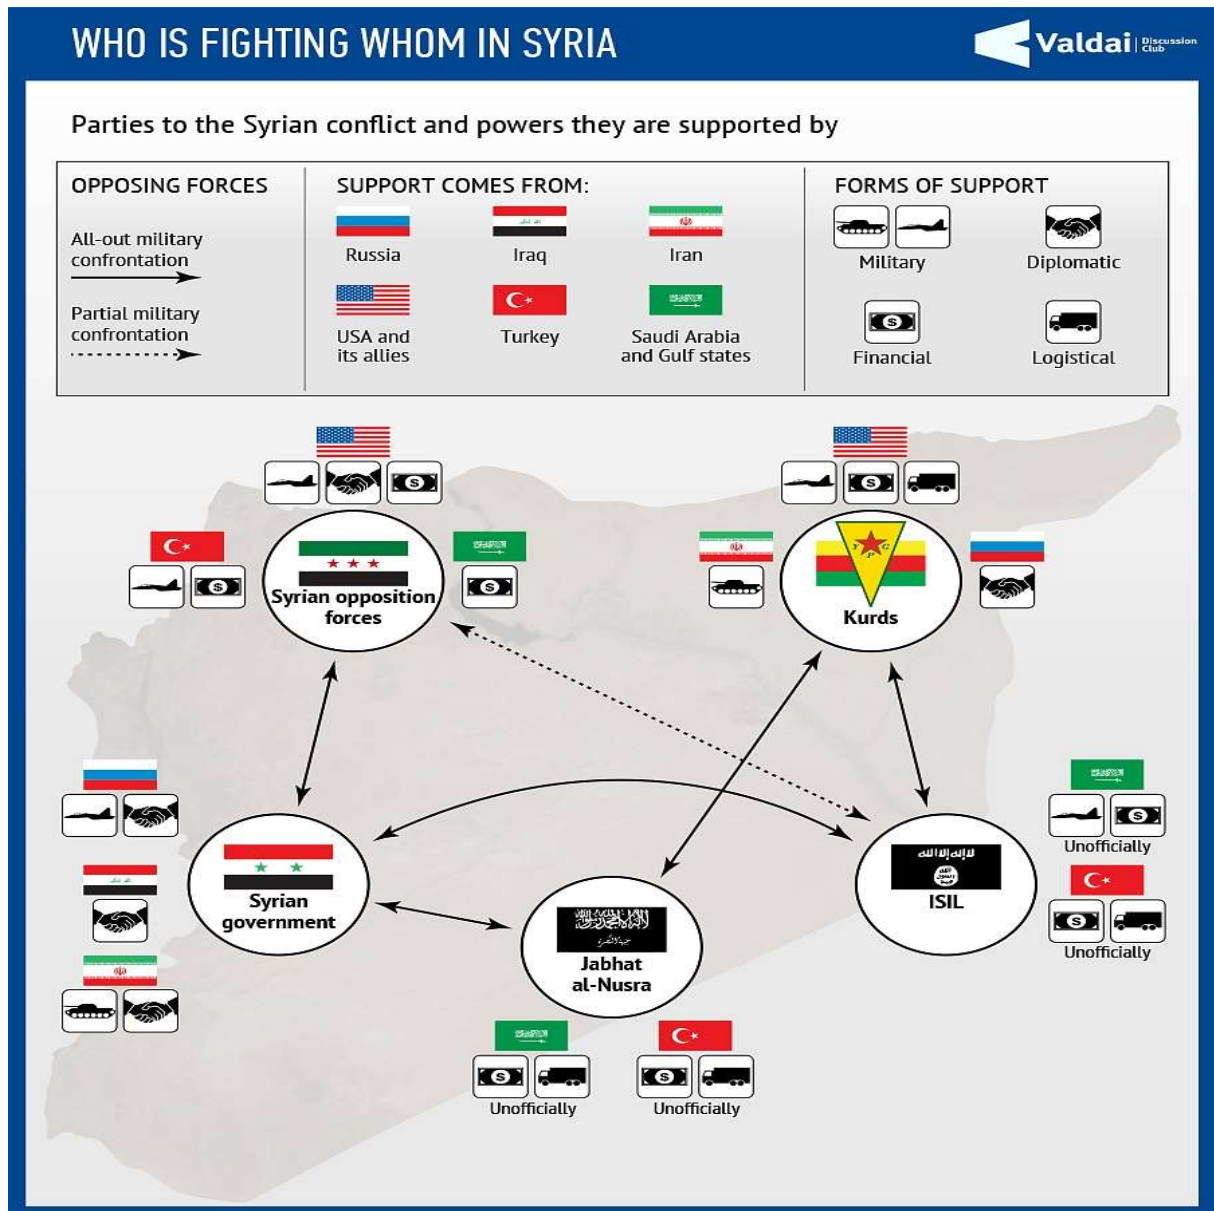 WHO IS FIGHTING WHOM IN SYRIA
Valdai Discussion Club
Parties to the Syrian conflict and powers they are supported by
OPPOSING FORCES
All-out military
confrontation
Partial military
confrontation
SUPPORT COMES FROM:
Russia
Iraq
Iran
USA and
its allies
Turkey
Saudi Arabia
and Gulf states
FORMS OF SUPPORT
Military
Diplomatic
Financial
Logistical
Syrian opposition
forces
Y P G
Kurds
Syrian
government
Jabhat
al-Nusra
ISIL
Unofficially
Unofficially
Unofficially
Unofficially